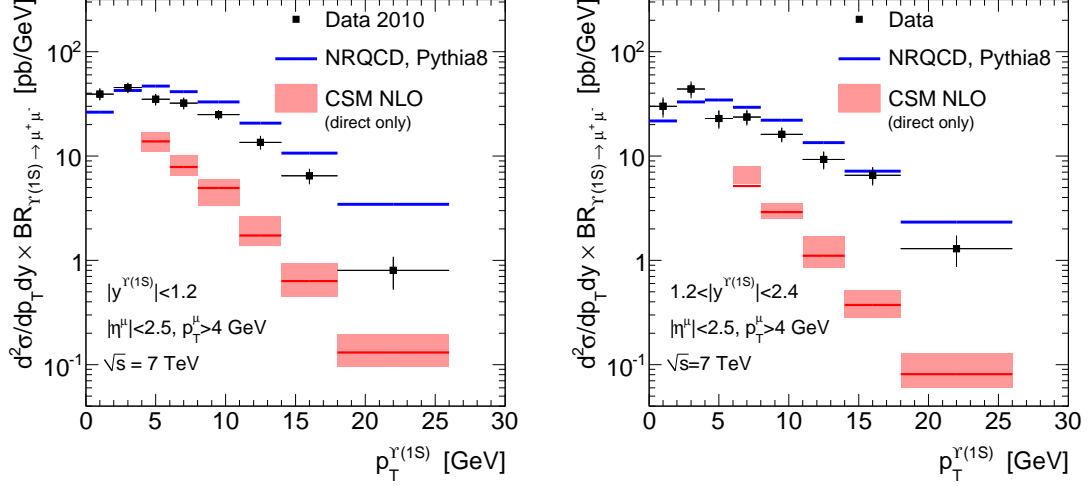 d²σ/dp_T dy × BR_ϒ(1S) → μ⁺ μ⁻ [pb/GeV]
10²
10
1
10⁻¹
Data 2010
NRQCD, Pythia8
CSM NLO
(direct only)
|y^ϒ(1S)|<1.2
|η^μ|<2.5, p_T^μ>4 GeV
√s = 7 TeV
0 5 10 15 20 25 30
p_T^ϒ(1S) [GeV]
d²σ/dp_T dy × BR_ϒ(1S) → μ⁺ μ⁻ [pb/GeV]
10²
10
1
10⁻¹
Data
NRQCD, Pythia8
CSM NLO
(direct only)
1.2<|y^ϒ(1S)|<2.4
|η^μ|<2.5, p_T^μ>4 GeV
√s=7 TeV
0 5 10 15 20 25 30
p_T^ϒ(1S) [GeV]